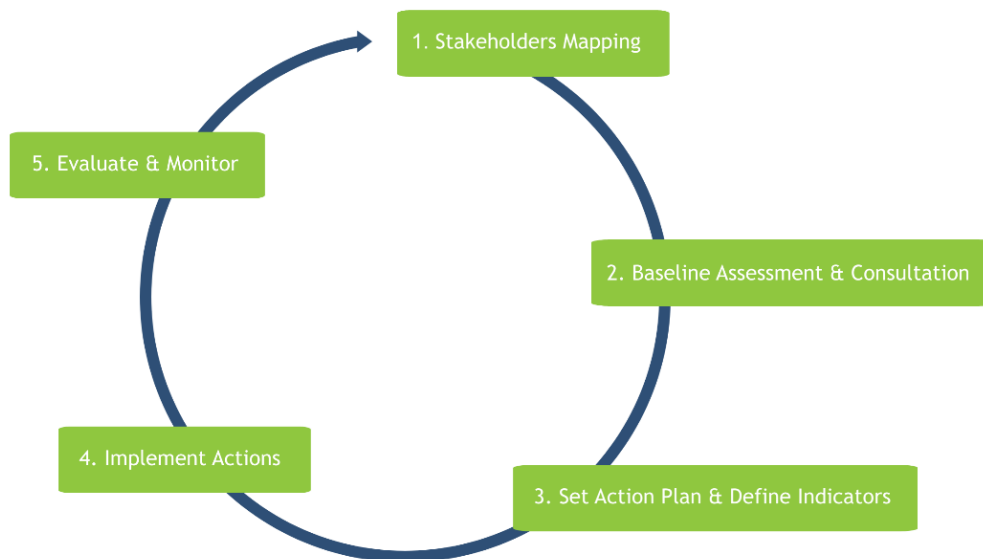 1. Stakeholders Mapping
2. Baseline Assessment & Consultation
3. Set Action Plan & Define Indicators
4. Implement Actions
5. Evaluate & Monitor